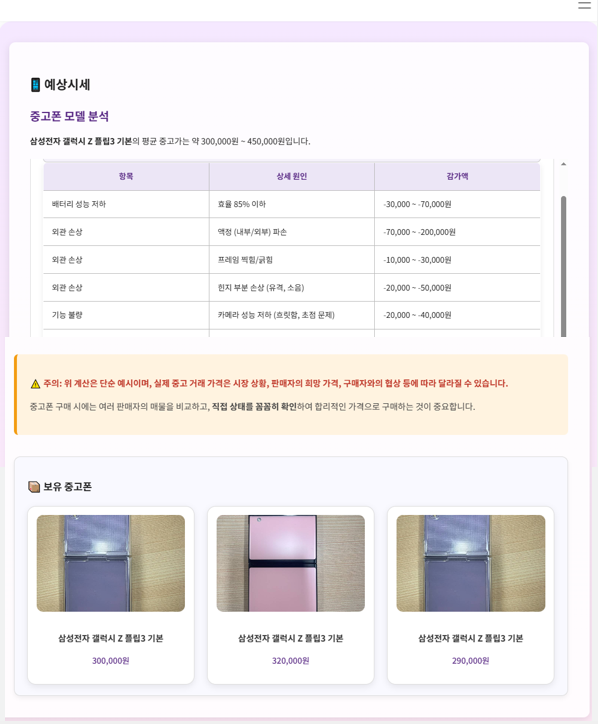 예상시세
중고폰 모델 분석
삼성전자 갤럭시 Z 플립3 기본의 평균 중고가는 약 300,000원 ~ 450,000원입니다.
항목 상세 원인 감가액
배터리 성능 저하 효율 85% 이하 -30,000 ~ -70,000원
외관 손상 액정 (내부/외부) 파손 -70,000 ~ -200,000원
외관 손상 프레임 찍힘/긁힘 -10,000 ~ -30,000원
외관 손상 힌지 부분 손상 (유격, 소음) -20,000 ~ -50,000원
기능 불량 카메라 성능 저하 (흐릿함, 초점 문제) -20,000 ~ -40,000원
주의: 위 계산은 단순 예시이며, 실제 중고 거래 가격은 시장 상황, 판매자의 희망 가격, 구매자와의 협상 등에 따라 달라질 수 있습니다.
중고폰 구매 시에는 여러 판매자의 매물을 비교하고, 직접 상태를 꼼꼼히 확인하여 합리적인 가격으로 구매하는 것이 중요합니다.
보유 중고폰
삼성전자 갤럭시 Z 플립3 기본 삼성전자 갤럭시 Z 플립3 기본 삼성전자 갤럭시 Z 플립3 기본
300,000원 320,000원 290,000원